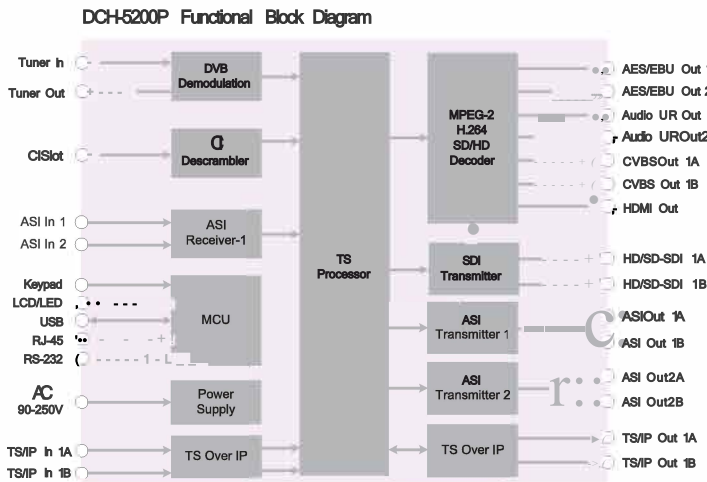 DCH-5200P Functional Block Diagram
Tuner In
Tuner Out
CISlot
ASI In 1
ASI In 2
Keypad
LCD/LED
USB
RJ-45
RS-232
AC
90-250V
TS/IP In 1A
TS/IP In 1B
DVB
Demodulation
CI
Descrambler
ASI
Receiver-1
MCU
Power
Supply
TS Over IP
TS
Processor
MPEG-2
H.264
SD/HD
Decoder
SDI
Transmitter
ASI
Transmitter 1
ASI
Transmitter 2
TS Over IP
AES/EBU Out 1
AES/EBU Out 2
Audio UR Out
Audio UROut2
CVBSOut 1A
CVBS Out 1B
HDMI Out
HD/SD-SDI 1A
HD/SD-SDI 1B
ASIOut 1A
ASI Out 1B
ASI Out2A
ASI Out2B
TS/IP Out 1A
TS/IP Out 1B